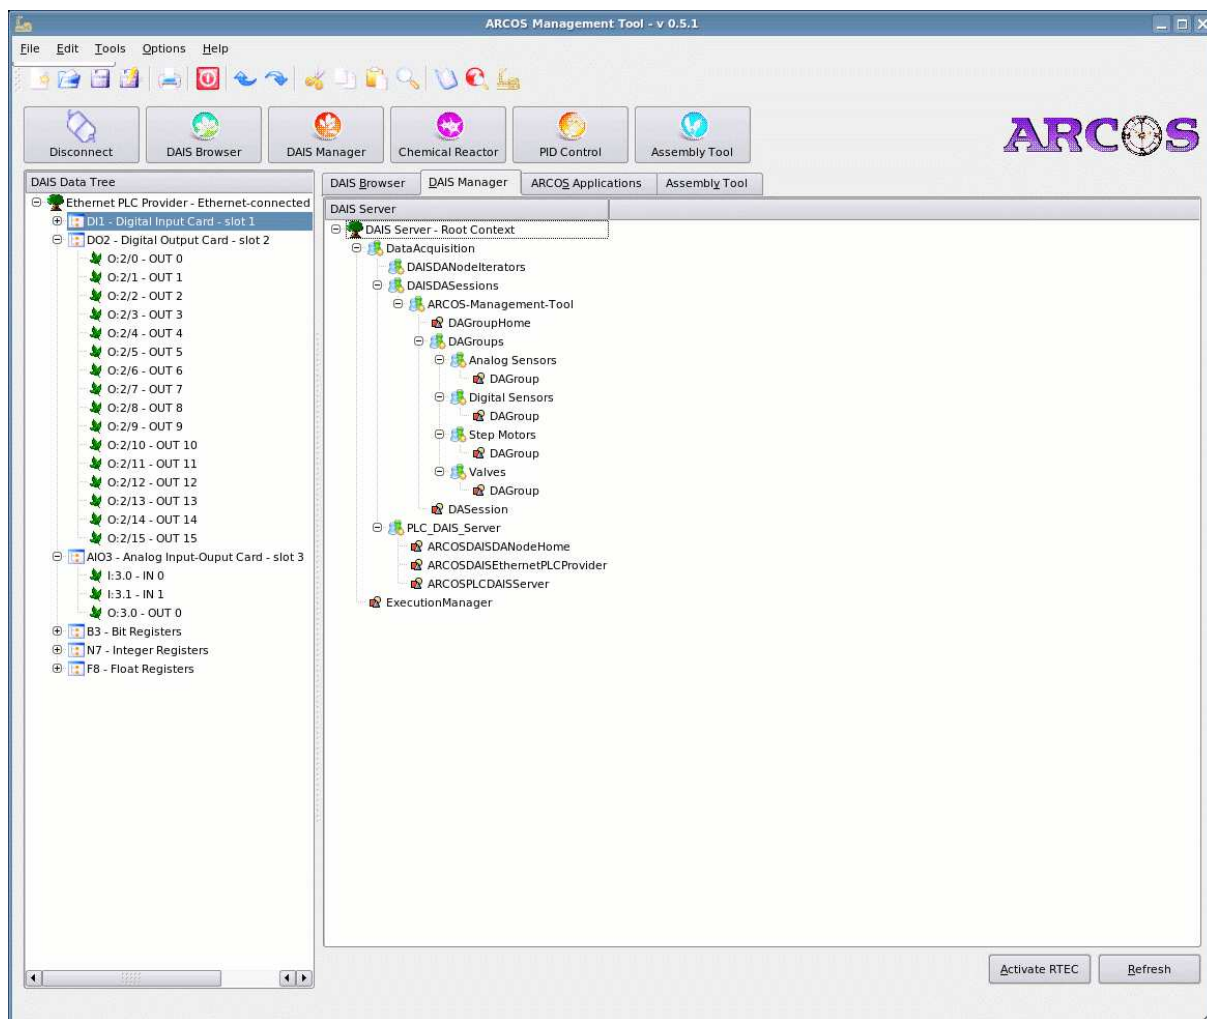 ARCOS Management Tool - v 0.5.1
File Edit Tools Options Help
Disconnect DAIS Browser DAIS Manager Chemical Reactor PID Control Assembly Tool
ARCOS
DAIS Data Tree
Ethernet PLC Provider - Ethernet-connected
DI1 - Digital Input Card - slot 1
DO2 - Digital Output Card - slot 2
O:2/0 - OUT 0
O:2/1 - OUT 1
O:2/2 - OUT 2
O:2/3 - OUT 3
O:2/4 - OUT 4
O:2/5 - OUT 5
O:2/6 - OUT 6
O:2/7 - OUT 7
O:2/8 - OUT 8
O:2/9 - OUT 9
O:2/10 - OUT 10
O:2/11 - OUT 11
O:2/12 - OUT 12
O:2/13 - OUT 13
O:2/14 - OUT 14
O:2/15 - OUT 15
AIO3 - Analog Input-Ouput Card - slot 3
I:3.0 - IN 0
I:3.1 - IN 1
O:3.0 - OUT 0
B3 - Bit Registers
N7 - Integer Registers
F8 - Float Registers
DAIS Browser DAIS Manager ARCOS Applications Assembly Tool
DAIS Server
DAIS Server - Root Context
DataAcquisition
DAISDANodeIterators
DAISDASessions
ARCOS-Management-Tool
DAGroupHome
DAGroups
Analog Sensors
DAGroup
Digital Sensors
DAGroup
Step Motors
DAGroup
Valves
DAGroup
DASession
PLC_DAIS_Server
ARCOSDAISDANodeHome
ARCOSDAISEthernetPLCProvider
ARCOSPLCDAISServer
ExecutionManager
Activate RTEC Refresh